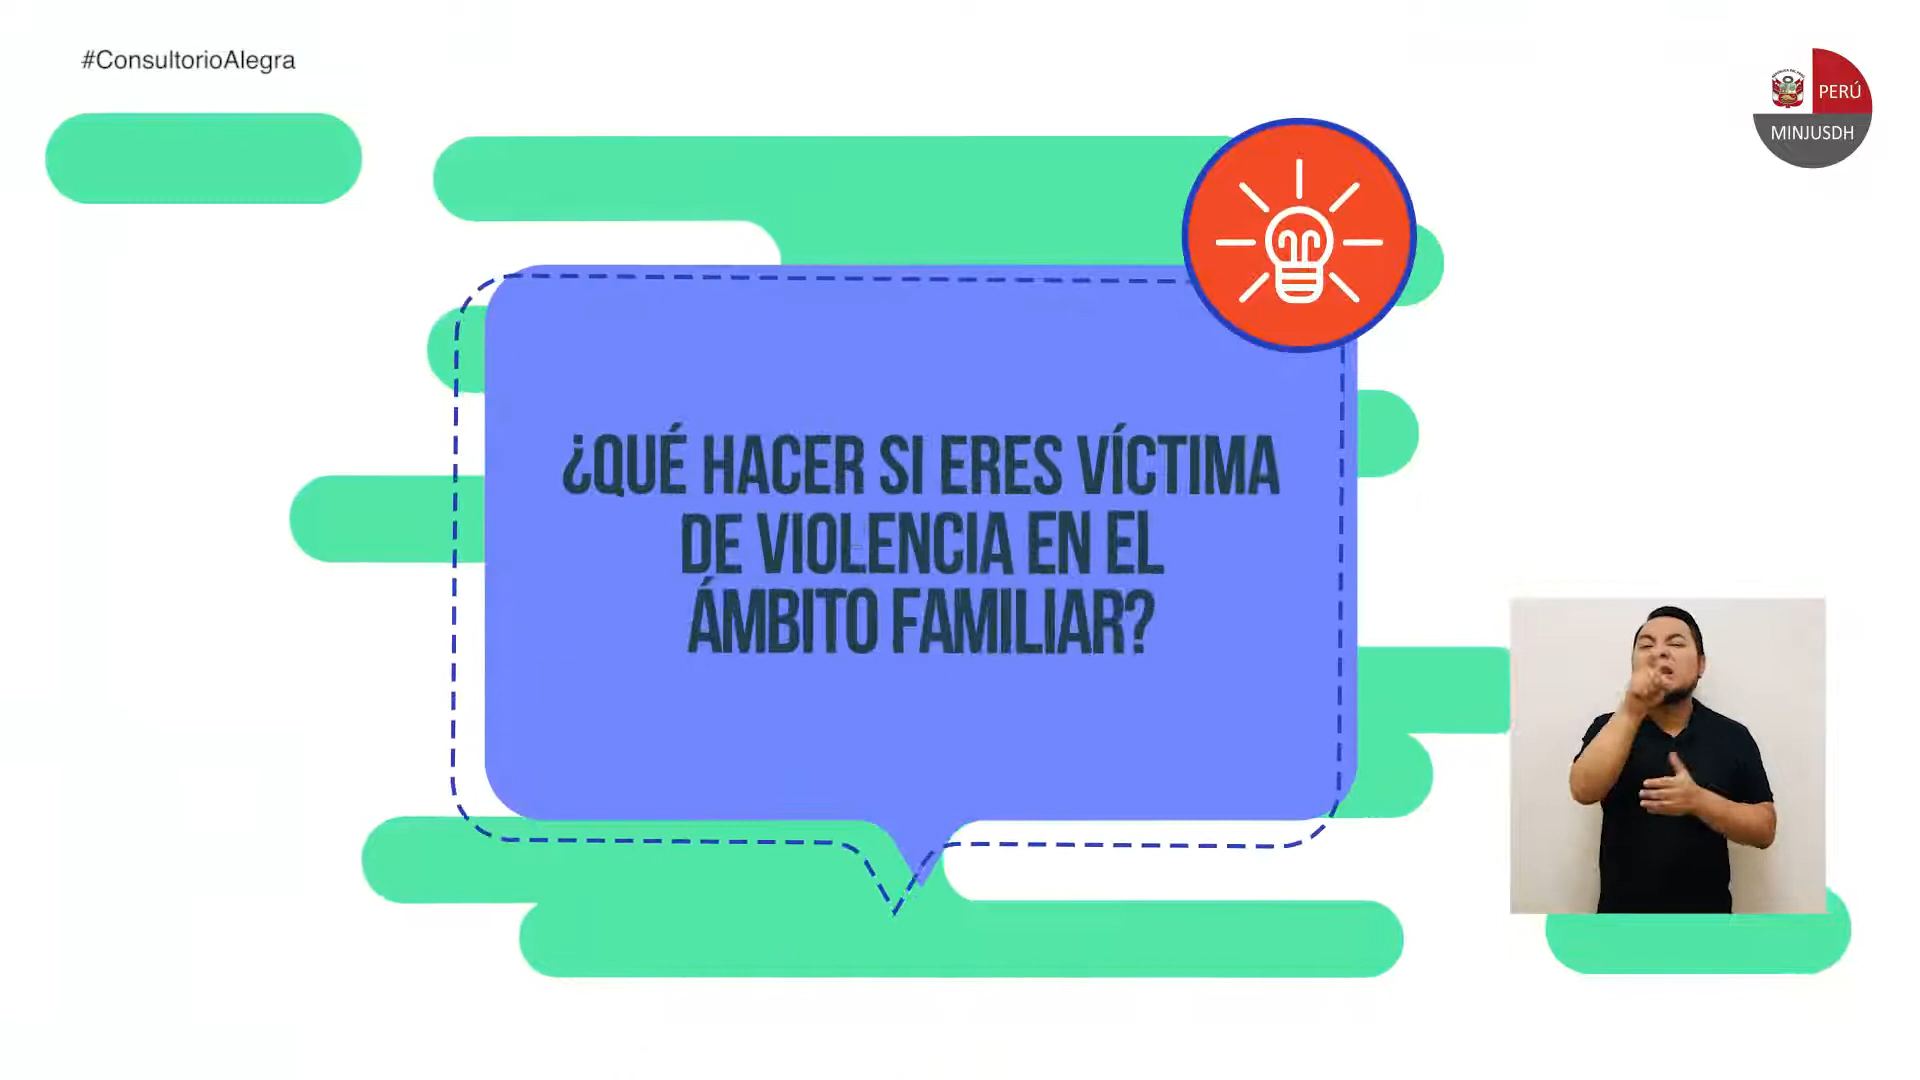 #ConsultorioAlegra
PERÚ
MINJUSDH
¿QUÉ HACER SI ERES VÍCTIMA
DE VIOLENCIA EN EL
ÁMBITO FAMILIAR?